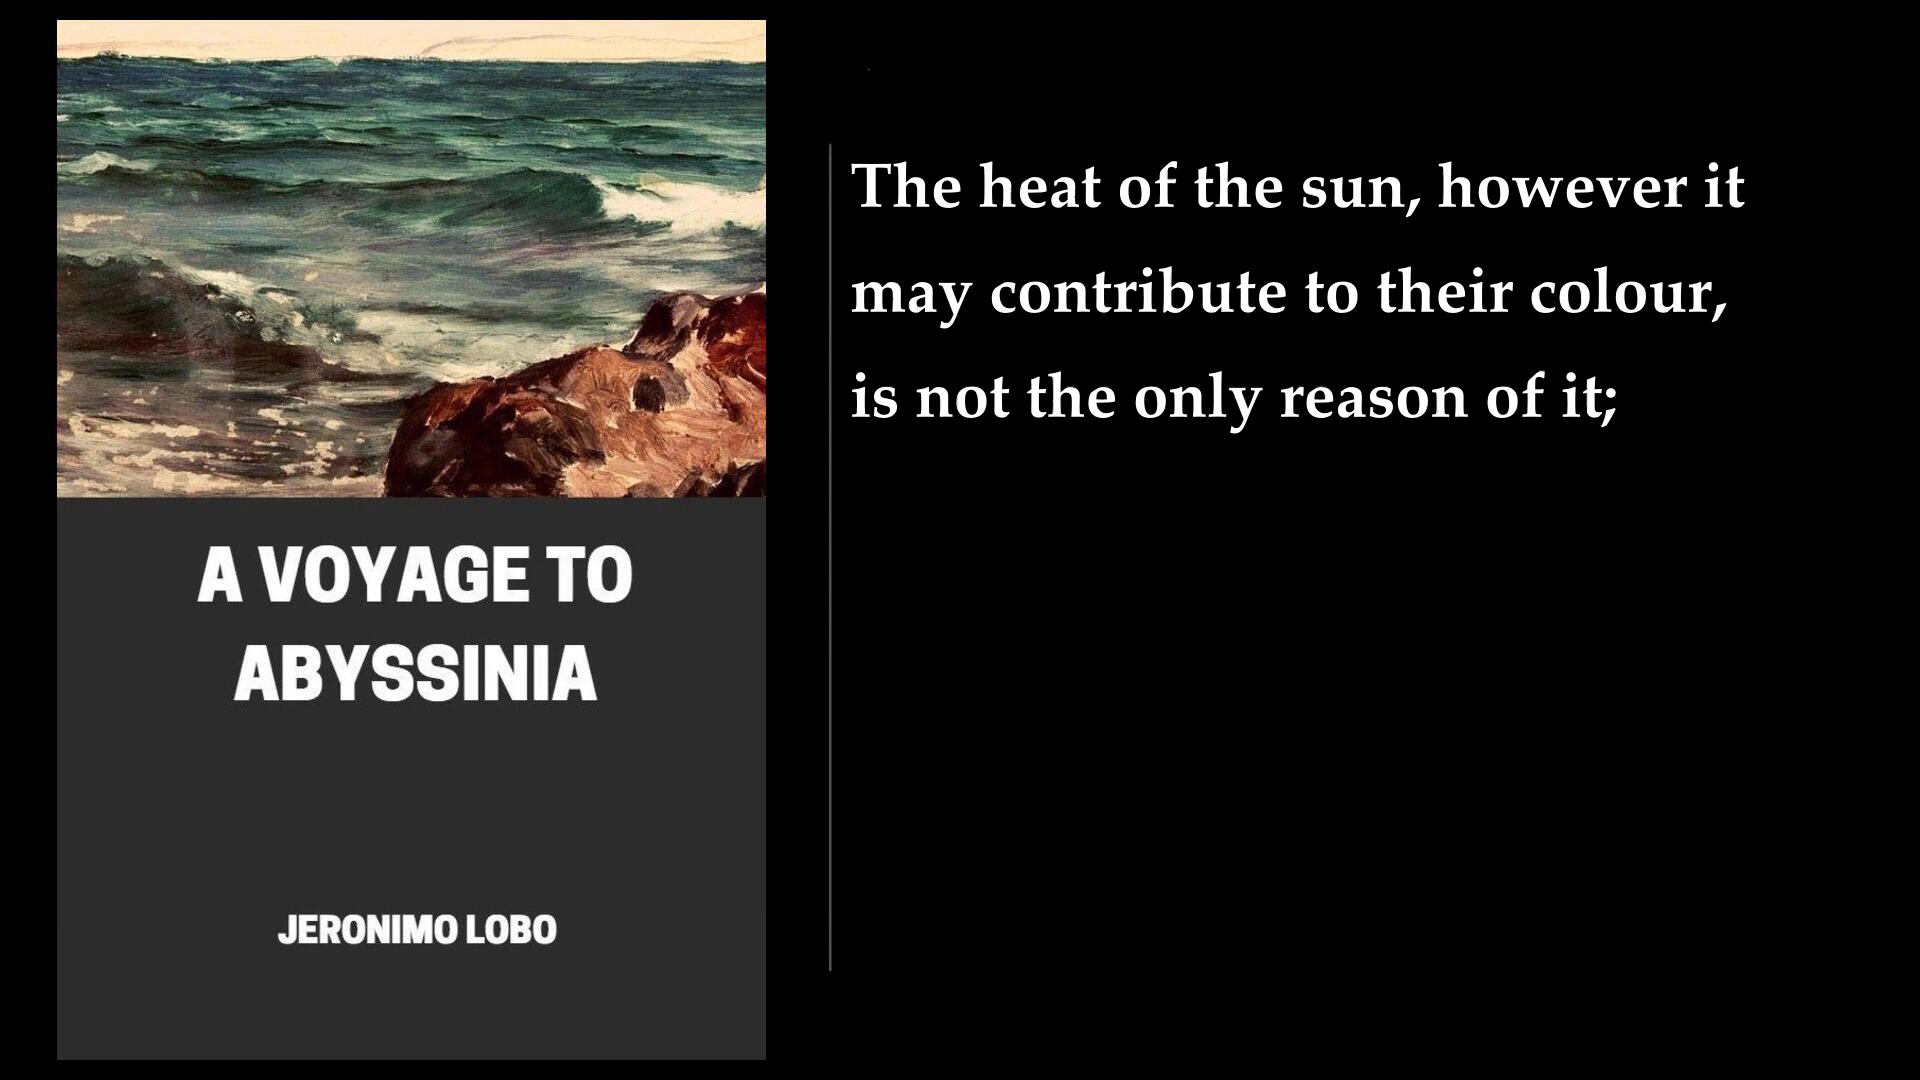 A VOYAGE TO
ABYSSINIA
JERONIMO LOBO
The heat of the sun, however it
may contribute to their colour,
is not the only reason of it;